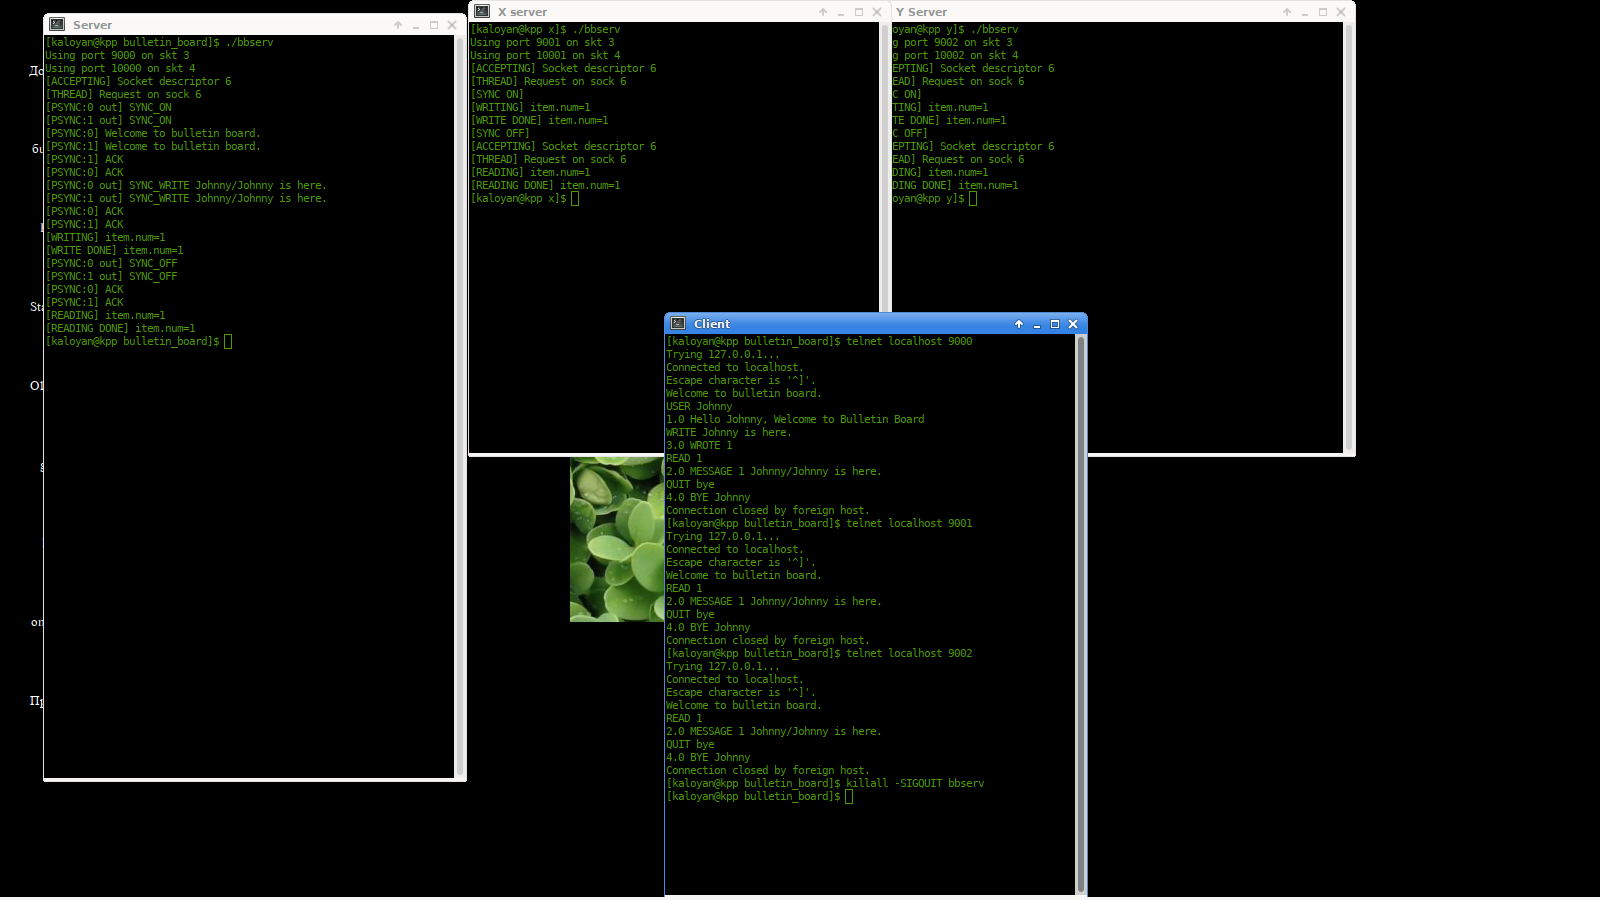 Server
[kaloyan@kpp bulletin_board]$ ./bbserv
Using port 9000 on skt 3
Using port 10000 on skt 4
[ACCEPTING] Socket descriptor 6
[THREAD] Request on sock 6
[PSYNC:0 out] SYNC_ON
[PSYNC:1 out] SYNC_ON
[PSYNC:0] Welcome to bulletin board.
[PSYNC:1] Welcome to bulletin board.
[PSYNC:1] ACK
[PSYNC:0] ACK
[PSYNC:0 out] SYNC_WRITE Johnny/Johnny is here.
[PSYNC:1 out] SYNC_WRITE Johnny/Johnny is here.
[PSYNC:0] ACK
[PSYNC:1] ACK
[WRITING] item.num=1
[WRITE DONE] item.num=1
[PSYNC:0 out] SYNC_OFF
[PSYNC:1 out] SYNC_OFF
[PSYNC:0] ACK
[PSYNC:1] ACK
[READING] item.num=1
[READING DONE] item.num=1
[kaloyan@kpp bulletin_board]$
X server
[kaloyan@kpp x]$ ./bbserv
Using port 9001 on skt 3
Using port 10001 on skt 4
[ACCEPTING] Socket descriptor 6
[THREAD] Request on sock 6
[SYNC ON]
[WRITING] item.num=1
[WRITE DONE] item.num=1
[SYNC OFF]
[ACCEPTING] Socket descriptor 6
[THREAD] Request on sock 6
[READING] item.num=1
[READING DONE] item.num=1
[kaloyan@kpp x]$
Y Server
oyan@kpp y]$ ./bbserv
g port 9002 on skt 3
g port 10002 on skt 4
EPTING] Socket descriptor 6
EAD] Request on sock 6
C ON]
TING] item.num=1
TE DONE] item.num=1
C OFF]
EPTING] Socket descriptor 6
EAD] Request on sock 6
DING] item.num=1
DING DONE] item.num=1
oyan@kpp y]$
Client
[kaloyan@kpp bulletin_board]$ telnet localhost 9000
Trying 127.0.0.1...
Connected to localhost.
Escape character is '^]'.
Welcome to bulletin board.
USER Johnny
1.0 Hello Johnny, Welcome to Bulletin Board
WRITE Johnny is here.
3.0 WROTE 1
READ 1
2.0 MESSAGE 1 Johnny/Johnny is here.
QUIT bye
4.0 BYE Johnny
Connection closed by foreign host.
[kaloyan@kpp bulletin_board]$ telnet localhost 9001
Trying 127.0.0.1...
Connected to localhost.
Escape character is '^]'.
Welcome to bulletin board.
READ 1
2.0 MESSAGE 1 Johnny/Johnny is here.
QUIT bye
4.0 BYE Johnny
Connection closed by foreign host.
[kaloyan@kpp bulletin_board]$ telnet localhost 9002
Trying 127.0.0.1...
Connected to localhost.
Escape character is '^]'.
Welcome to bulletin board.
READ 1
2.0 MESSAGE 1 Johnny/Johnny is here.
QUIT bye
4.0 BYE Johnny
Connection closed by foreign host.
[kaloyan@kpp bulletin_board]$ killall -SIGQUIT bbserv
[kaloyan@kpp bulletin_board]$